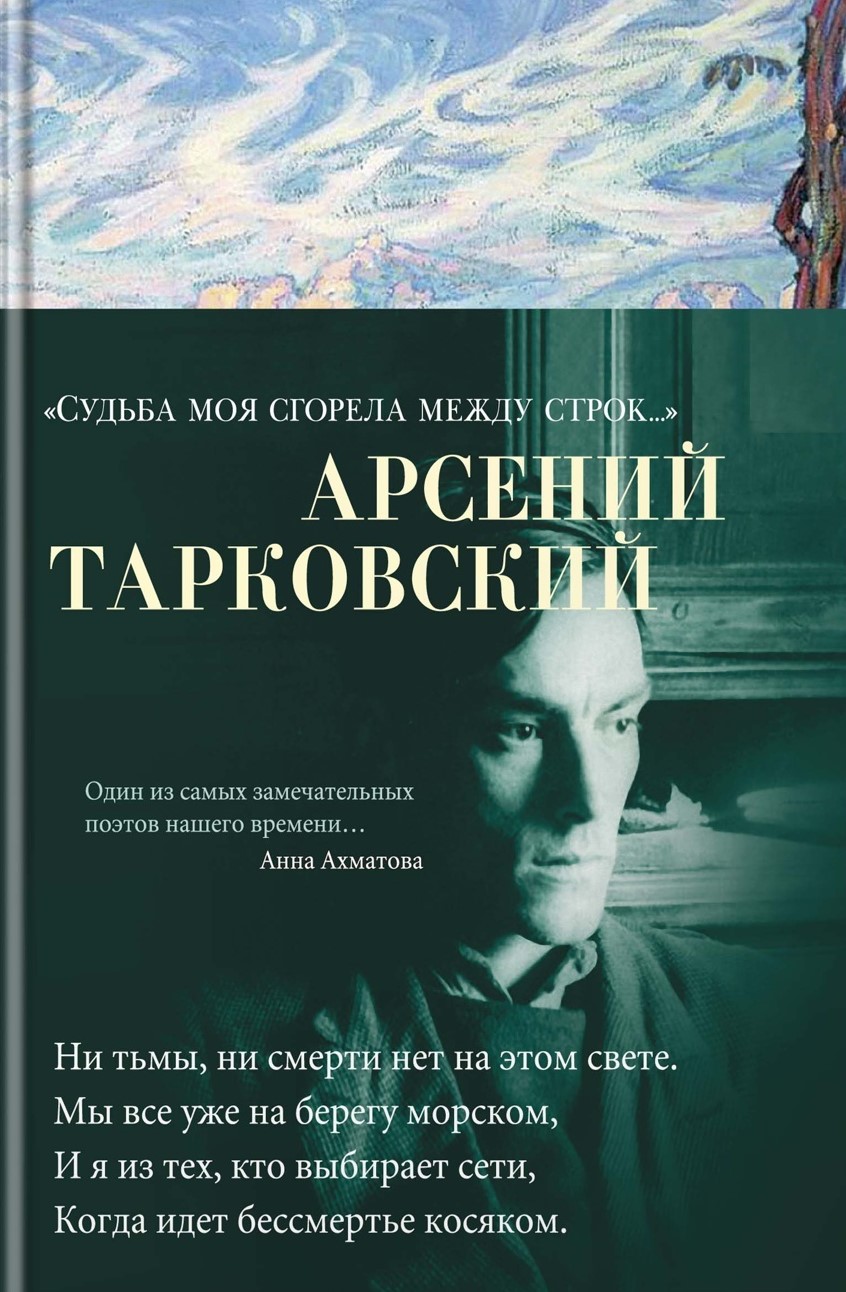 «Судьба моя сгорела между строк...»
АРСЕНИЙ
ТАРКОВСКИЙ
Один из самых замечательных
поэтов нашего времени...
Анна Ахматова
Ни тьмы, ни смерти нет на этом свете.
Мы все уже на берегу морском,
И я из тех, кто выбирает сети,
Когда идет бессмертье косяком.